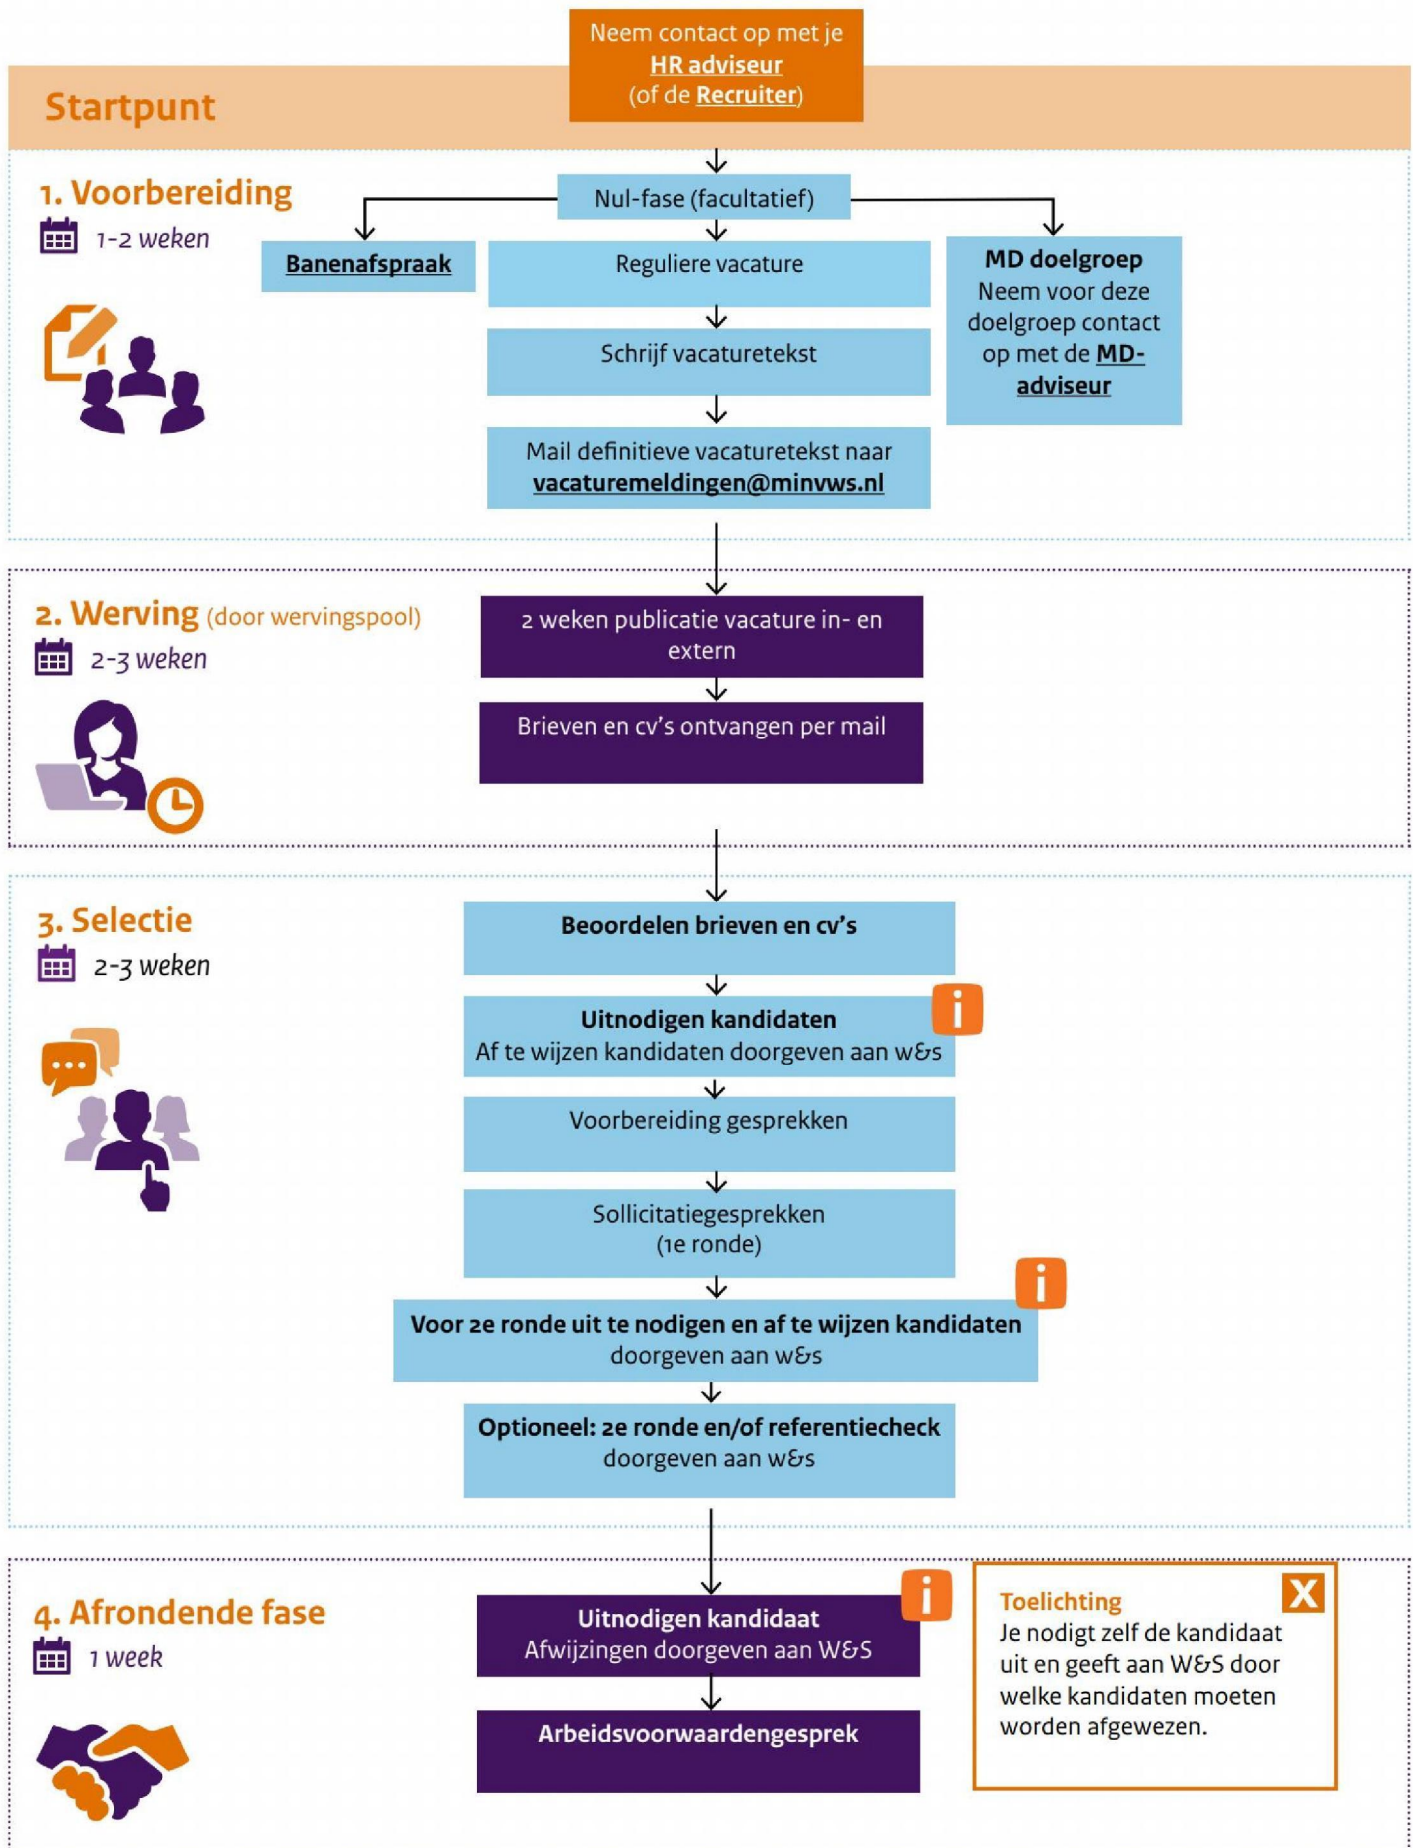 Neem contact op met je
HR adviseur
(of de Recruiter)
Startpunt
1. Voorbereiding
1-2 weken
Nul-fase (facultatief)
Banenafspraak
Reguliere vacature
MD doelgroep
Neem voor deze
doelgroep contact
op met de MD-
adviseur
Schrijf vacaturetekst
Mail definitieve vacaturetekst naar
vacaturemeldingen@minvws.nl
2. Werving (door wervingspool)
2-3 weken
2 weken publicatie vacature in- en
extern
Brieven en cv's ontvangen per mail
3. Selectie
2-3 weken
Beoordelen brieven en cv's
i
Uitnodigen kandidaten
Af te wijzen kandidaten doorgeven aan w&s
Voorbereiding gesprekken
Sollicitatiegesprekken
(1e ronde)
i
Voor 2e ronde uit te nodigen en af te wijzen kandidaten
doorgeven aan w&s
Optioneel: 2e ronde en/of referentiecheck
doorgeven aan w&s
4. Afrondende fase
1 week
i
Uitnodigen kandidaat
Afwijzingen doorgeven aan W&S
Arbeidsvoorwaardengesprek
X
Toelichting
Je nodigt zelf de kandidaat
uit en geeft aan W&S door
welke kandidaten moeten
worden afgewezen.